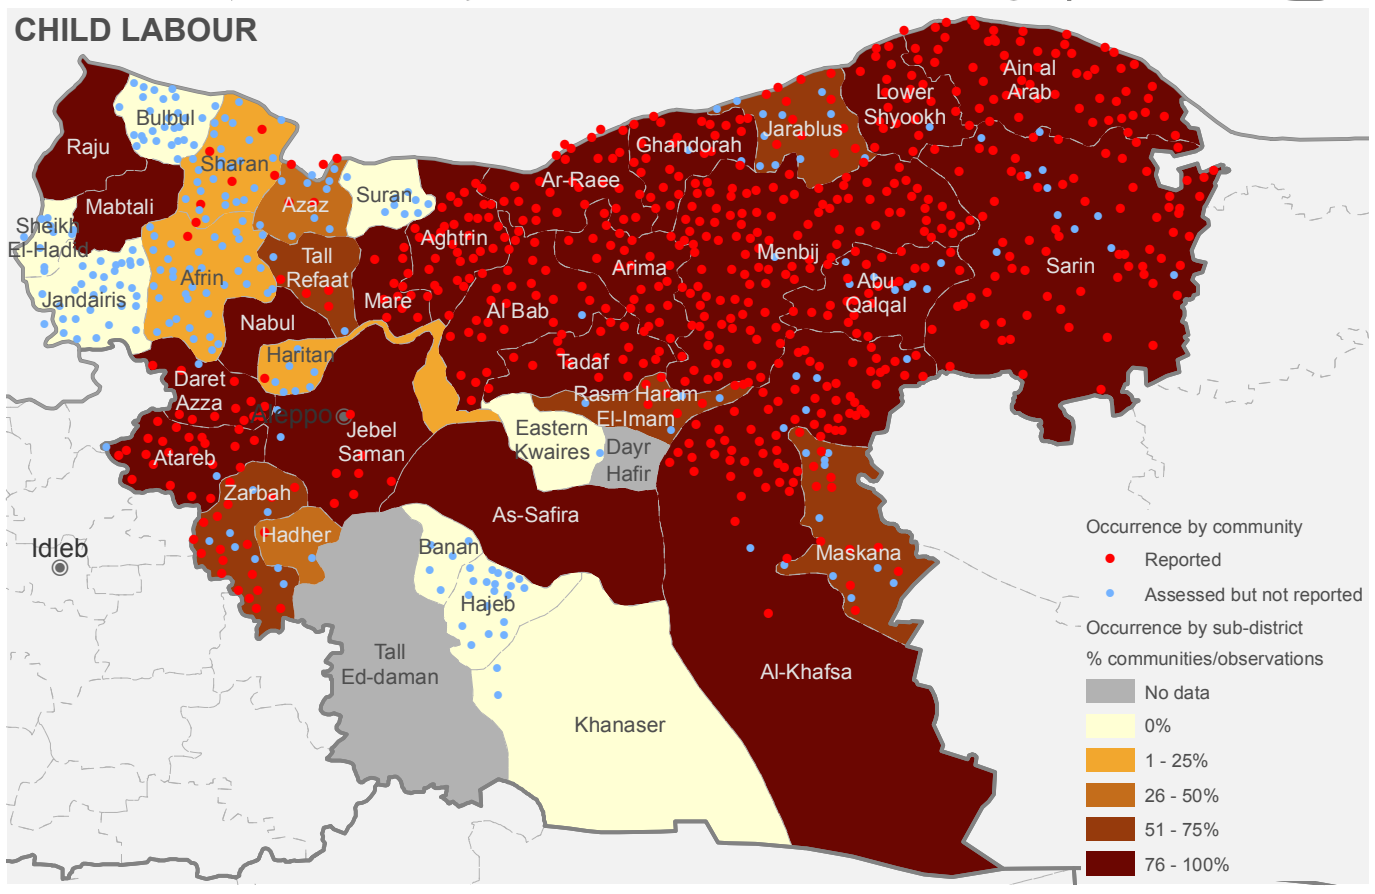 CHILD LABOUR
Ain al
Arab
Lower
Shyookh
Bulbul
Jarablus
Raju
Ghandorah
Sharan
Ar-Raee
Suran
Mabtali
Azaz
Sheikh
El-Hadid
Aghtrin
Menbij
Tall
Refaat
Arima
Sarin
Afrin
Abu
Qalqal
Jandairis
Mare
Al Bab
Nabul
Haritan
Tadaf
Daret
Azza
Rasm Haram
El-Imam
Aleppo
Jebel
Saman
Eastern
Kwaires
Dayr
Hafir
Atareb
Zarbah
As-Safira
Hadher
Banan
Maskana
Idleb
Hajeb
Tall
Ed-daman
Al-Khafsa
Khanaser
Occurrence by community
Reported
Assessed but not reported
Occurrence by sub-district
% communities/observations
No data
0%
1 - 25%
26 - 50%
51 - 75%
76 - 100%